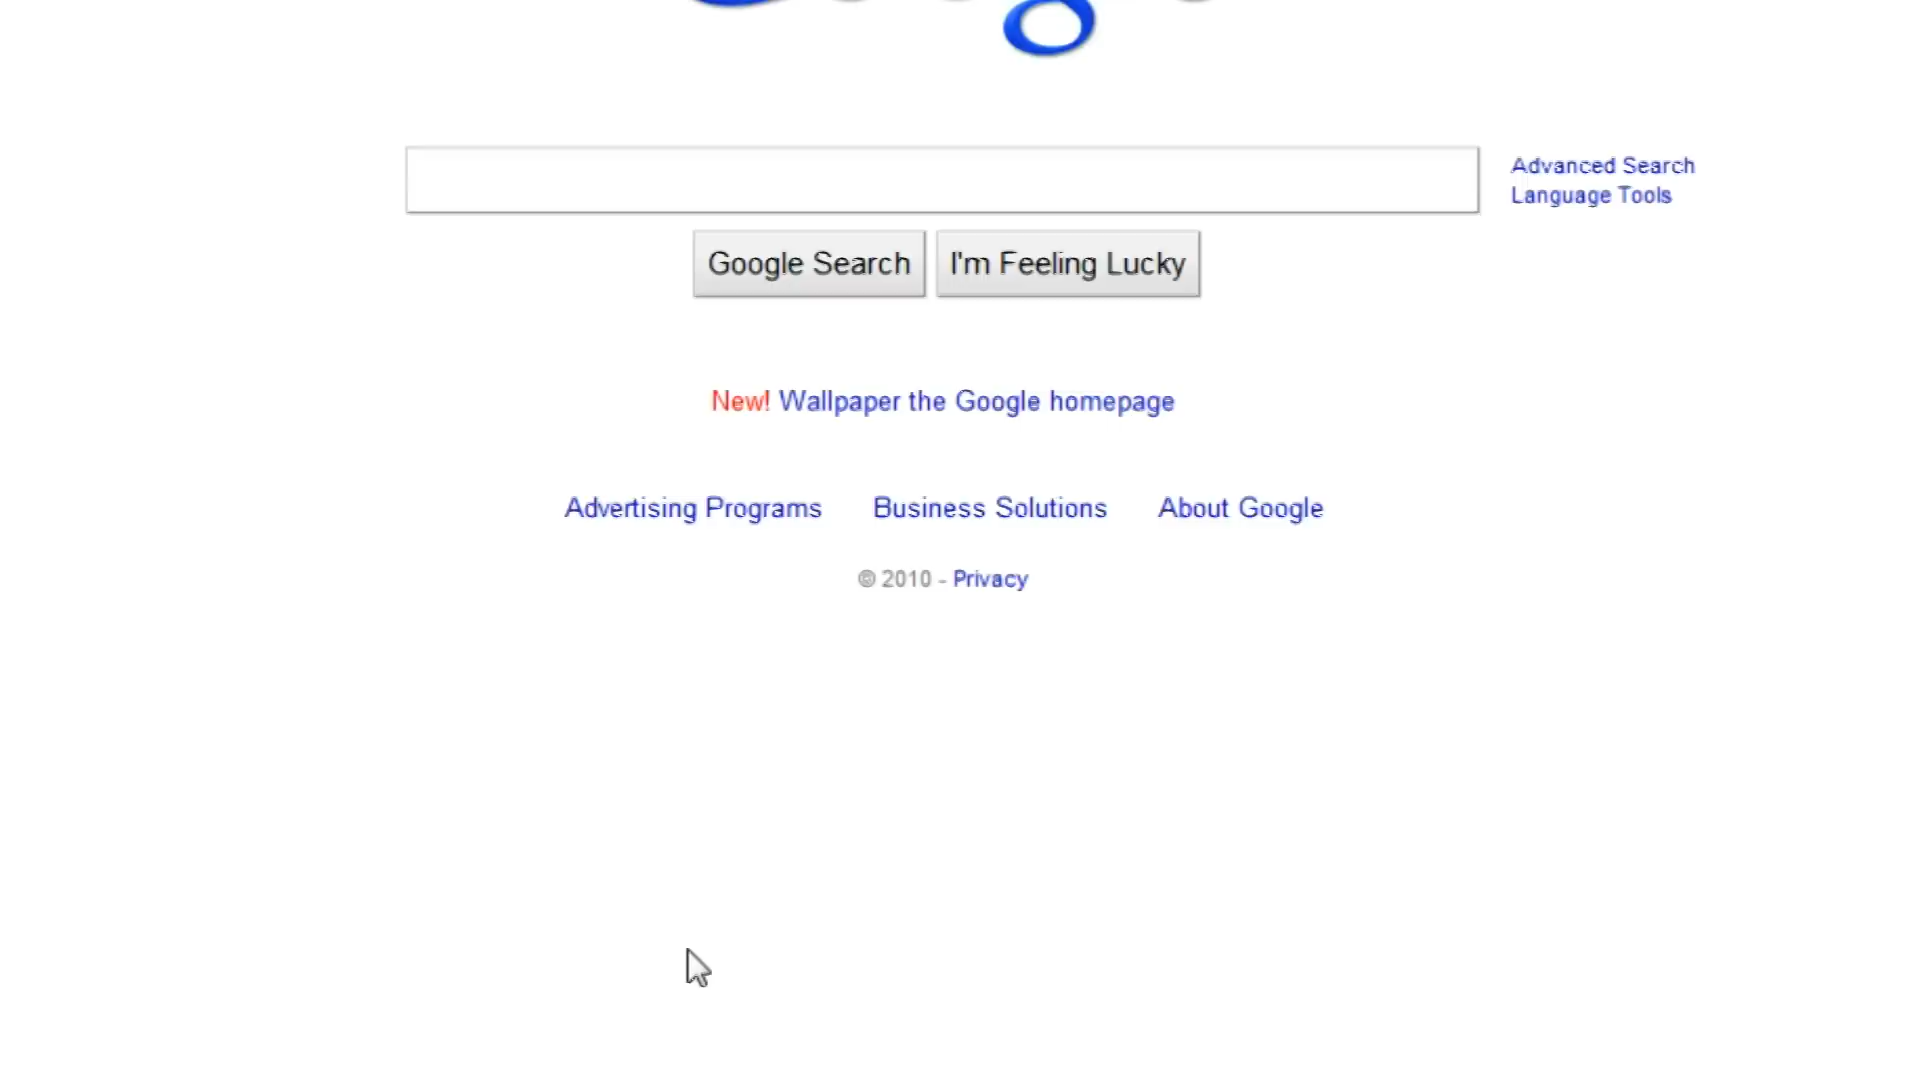 Advanced Search
Language Tools
Google Search
I'm Feeling Lucky
New! Wallpaper the Google homepage
Advertising Programs
Business Solutions
About Google
© 2010 - Privacy